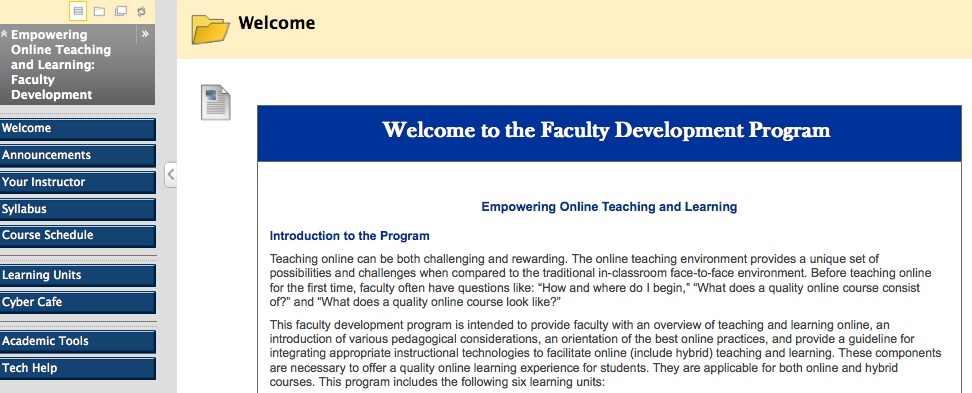 Empowering
Online Teaching
and Learning:
Faculty
Development
Welcome
Announcements
Your Instructor
Syllabus
Course Schedule
Learning Units
Cyber Cafe
Academic Tools
Tech Help
Welcome
Welcome to the Faculty Development Program
Empowering Online Teaching and Learning
Introduction to the Program
Teaching online can be both challenging and rewarding. The online teaching environment provides a unique set of
possibilities and challenges when compared to the traditional in-classroom face-to-face environment. Before teaching online
for the first time, faculty often have questions like: “How and where do I begin,” “What does a quality online course consist
of?” and “What does a quality online course look like?”
This faculty development program is intended to provide faculty with an overview of teaching and learning online, an
introduction of various pedagogical considerations, an orientation of the best online practices, and provide a guideline for
integrating appropriate instructional technologies to facilitate online (include hybrid) teaching and learning. These components
are necessary to offer a quality online learning experience for students. They are applicable for both online and hybrid
courses. This program includes the following six learning units: